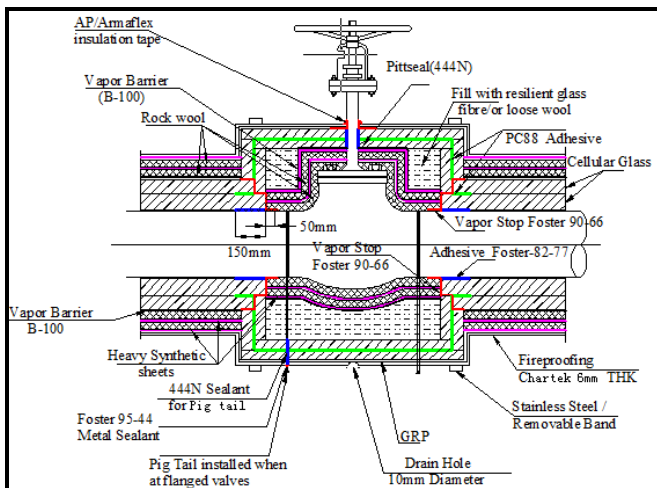 AP/Armaflex
insulation tape
Pittseal(444N)
Vapor Barrier
(B-100)
Fill with resilient glass
fibre/or loose wool
Rock wool
PC88 Adhesive
Cellular Glass
Vapor Stop Foster 90-66
50mm
150mm
Vapor Stop
Foster 90-66
Adhesive Foster-82-77
Vapor Barrier
B-100
Heavy Synthetic
sheets
Fireproofing
Chartek 6mm THK
444N Sealant
for Pig tail
Stainless Steel /
Removable Band
Foster 95-44
Metal Sealant
GRP
Pig Tail installed when
at flanged valves
Drain Hole
10mm Diameter